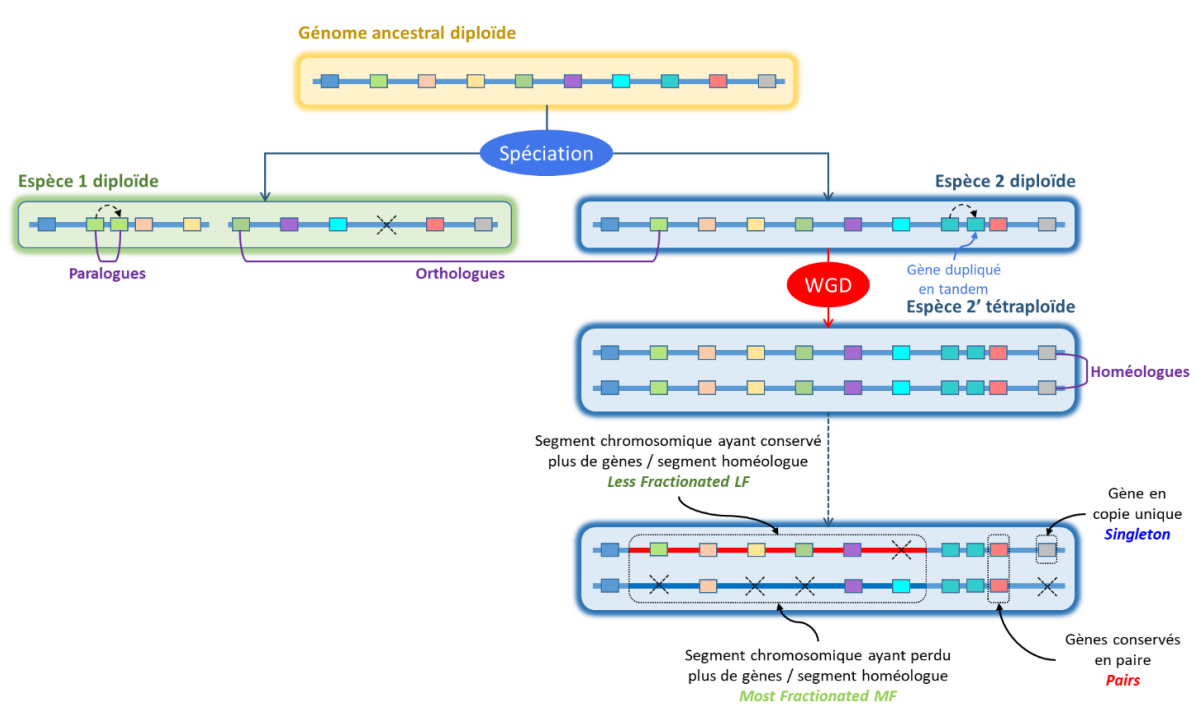 Génome ancestral diploïde
Spéciation
Espèce 1 diploïde
Espèce 2 diploïde
Paralogues
Orthologues
Gène dupliqué
en tandem
WGD
Espèce 2’ tétraploïde
Homéologues
Segment chromosomique ayant conservé
plus de gènes / segment homéologue
Less Fractionated LF
Gène en
copie unique
Singleton
Segment chromosomique ayant perdu
plus de gènes / segment homéologue
Most Fractionated MF
Gènes conservés
en paire
Pairs